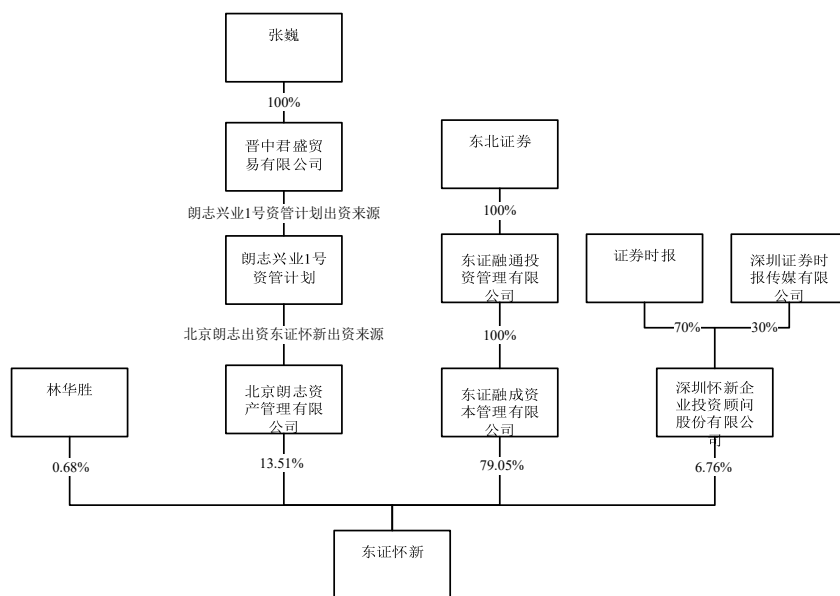 张巍
100%
晋中君盛贸
易有限公司
东北证券
朗志兴业1号资管计划出资来源
100%
朗志兴业1号
资管计划
东证融通投
资管理有限
公司
证券时报
深圳证券时
报传媒有限
公司
北京朗志出资东证怀新出资来源
100%
70%
30%
林华胜
北京朗志资
产管理有限
公司
东证融成资
本管理有限
公司
深圳怀新企
业投资顾问
股份有限公
司
0.68%
13.51%
79.05%
6.76%
东证怀新